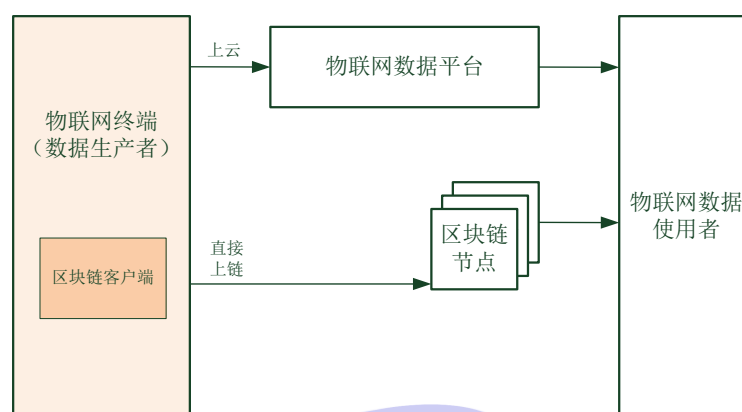 上云
物联网数据平台
物联网终端
（数据生产者）
物联网数据
使用者
区块链
节点
直接
上链
区块链客户端